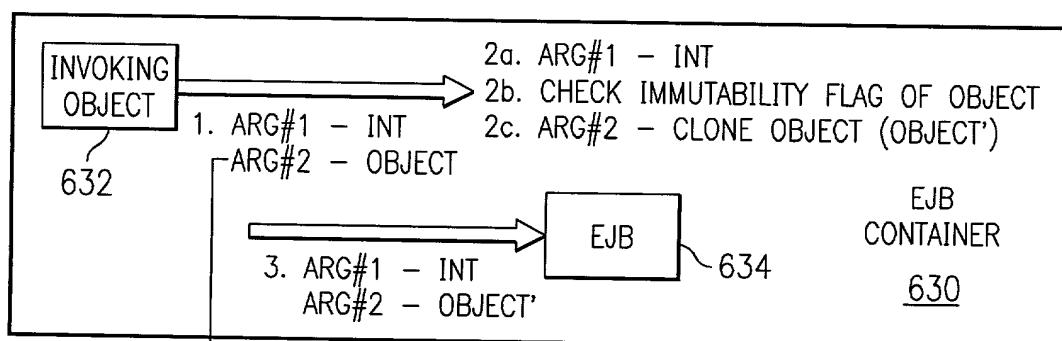 INVOKING
OBJECT
632
1. ARG#1 – INT
ARG#2 – OBJECT
2a. ARG#1 – INT
2b. CHECK IMMUTABILITY FLAG OF OBJECT
2c. ARG#2 – CLONE OBJECT (OBJECT')
3. ARG#1 – INT
ARG#2 – OBJECT'
EJB
634
EJB
CONTAINER
630